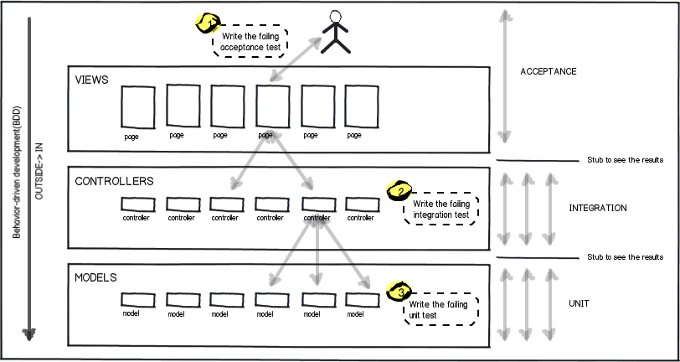 1
Write the failing
acceptance test
VIEWS
page
page
page
page
page
page
ACCEPTANCE
Behavior-driven development(BDD)
OUTSIDE-> IN
Stub to see the results
CONTROLLERS
controller
controller
controller
controller
controller
controller
2
Write the failing
integration test
INTEGRATION
Stub to see the results
MODELS
model
model
model
model
model
model
3
Write the failing
unit test
UNIT